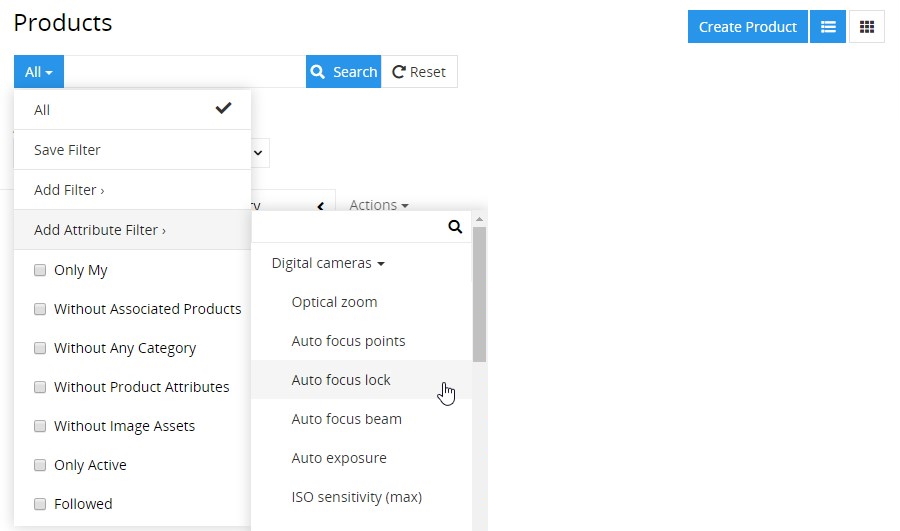 Products
Create Product
All
Search
Reset
All
Save Filter
Add Filter ›
Add Attribute Filter ›
Only My
Without Associated Products
Without Any Category
Without Product Attributes
Without Image Assets
Only Active
Followed
Actions
Digital cameras
Optical zoom
Auto focus points
Auto focus lock
Auto focus beam
Auto exposure
ISO sensitivity (max)